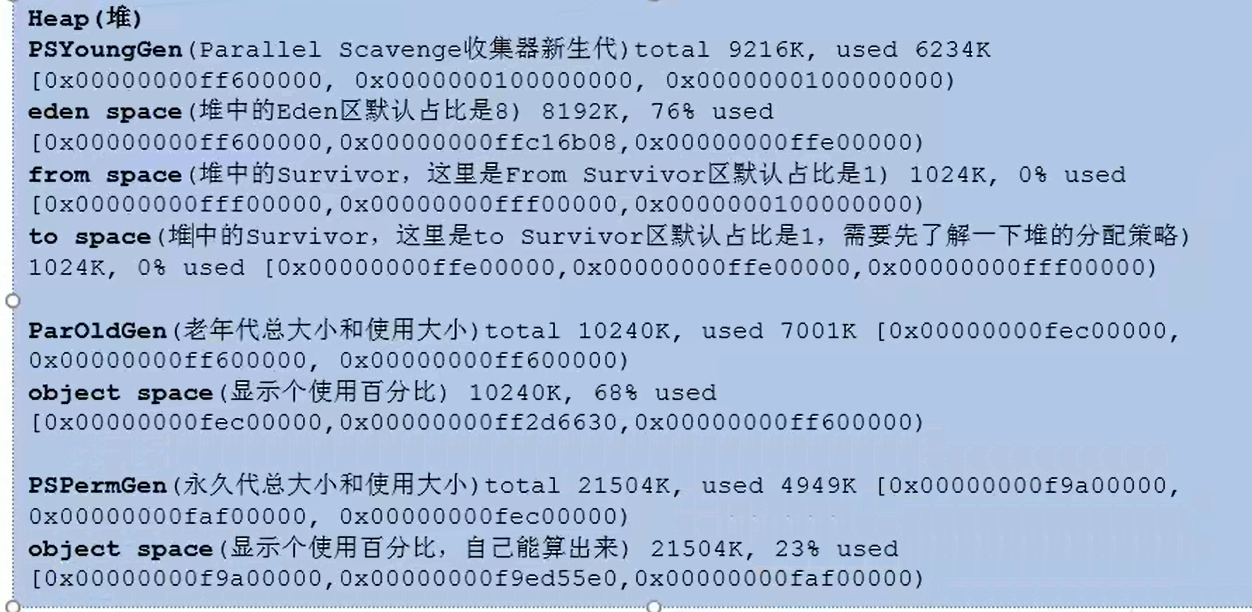 Heap(堆)
PSYoungGen(Parallel Scavenge收集器新生代)total 9216K, used 6234K
[0x00000000ff600000, 0x0000000100000000, 0x0000000100000000)
eden space(堆中的Eden区默认占比是8) 8192K, 76% used
[0x00000000ff600000,0x00000000ffc16b08,0x00000000ffe00000)
from space(堆中的Survivor，这里是From Survivor区默认占比是1) 1024K, 0% used
[0x00000000fff00000,0x00000000fff00000,0x0000000100000000)
to space(堆中的Survivor，这里是to Survivor区默认占比是1，需要先了解一下堆的分配策略)
1024K, 0% used [0x00000000ffe00000,0x00000000ffe00000,0x00000000fff00000)
ParOldGen(老年代总大小和使用大小)total 10240K, used 7001K [0x00000000fec00000,
0x00000000ff600000, 0x00000000ff600000)
object space(显示个使用百分比) 10240K, 68% used
[0x00000000fec00000,0x00000000ff2d6630,0x00000000ff600000)
PSPermGen(永久代总大小和使用大小)total 21504K, used 4949K [0x00000000f9a00000,
0x00000000faf00000, 0x00000000fec00000)
object space(显示个使用百分比，自己能算出来) 21504K, 23% used
[0x00000000f9a00000,0x00000000f9ed55e0,0x00000000faf00000)